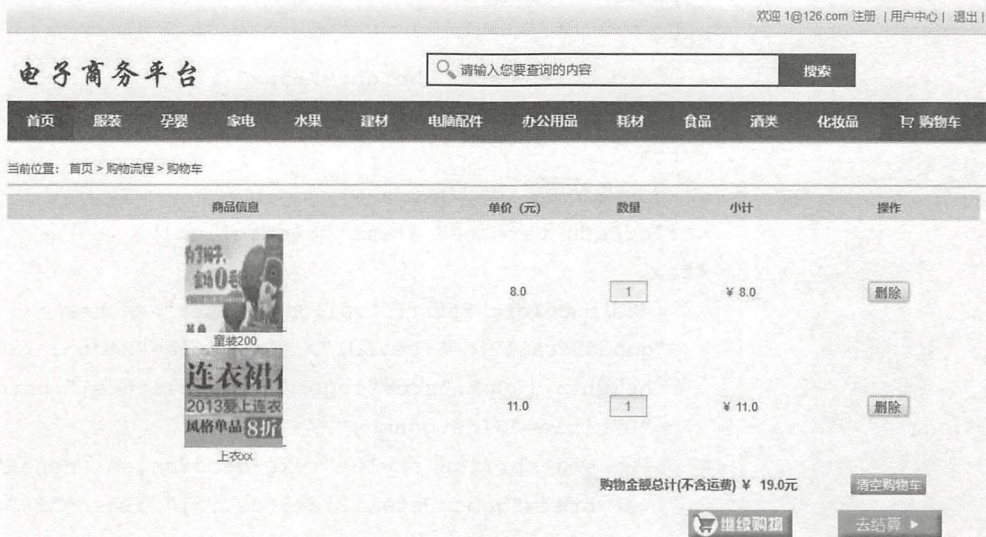 欢迎 1@126.com 注册 | 用户中心 | 退出 |
电子商务平台
请输入您要查询的内容 搜索
首页 服装 孕婴 家电 水果 建材 电脑配件 办公用品 耗材 食品 酒类 化妆品 购物车
当前位置: 首页 > 购物流程 > 购物车
商品信息 单价 (元) 数量 小计 操作
8.0 1 ¥ 8.0 删除
童装200
连衣裙
2013爱上连衣
风格单品 8折
11.0 1 ¥ 11.0 删除
上衣xx
购物金额总计(不含运费) ¥ 19.0元 清空购物车
继续购物 去结算